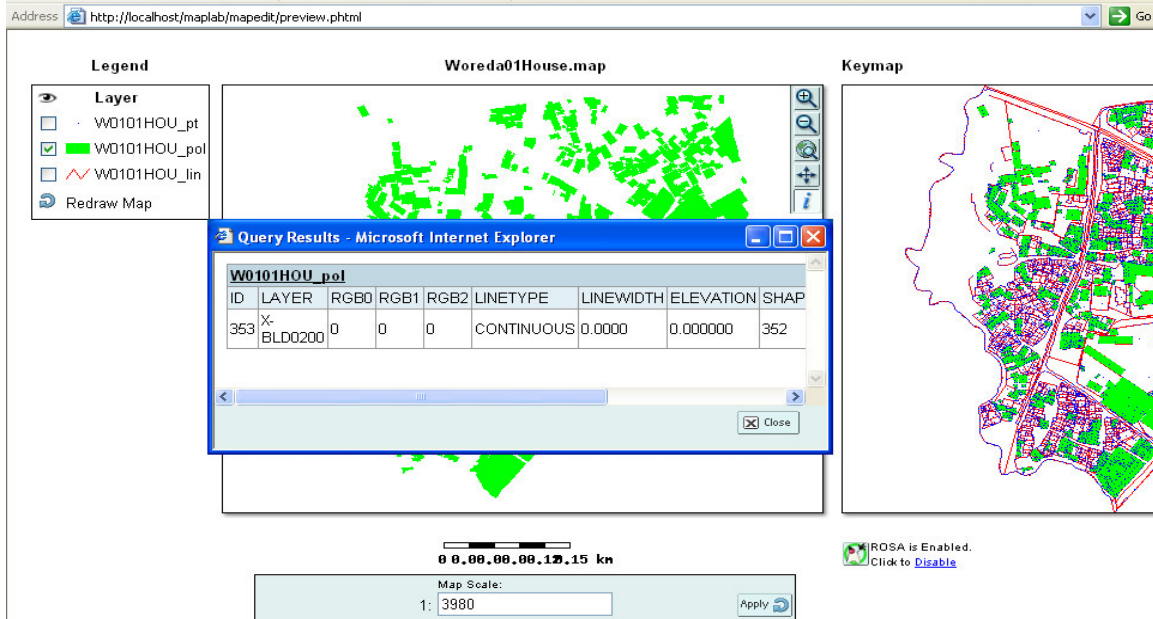 Address http://localhost/maplab/mapedit/preview.phtml Go
Legend
Woreda01House.map
Keymap
Layer
W0101HOU_pt
W0101HOU_pol
W0101HOU_lin
Redraw Map
i
Query Results - Microsoft Internet Explorer
W0101HOU_pol
ID LAYER RGB0 RGB1 RGB2 LINETYPE LINEWIDTH ELEVATION SHAP
353 X-BLD0200 0 0 0 CONTINUOUS 0.0000 0.000000 352
Close
km
ROSA is Enabled.
Click to Disable
Map Scale:
1: 3980
Apply